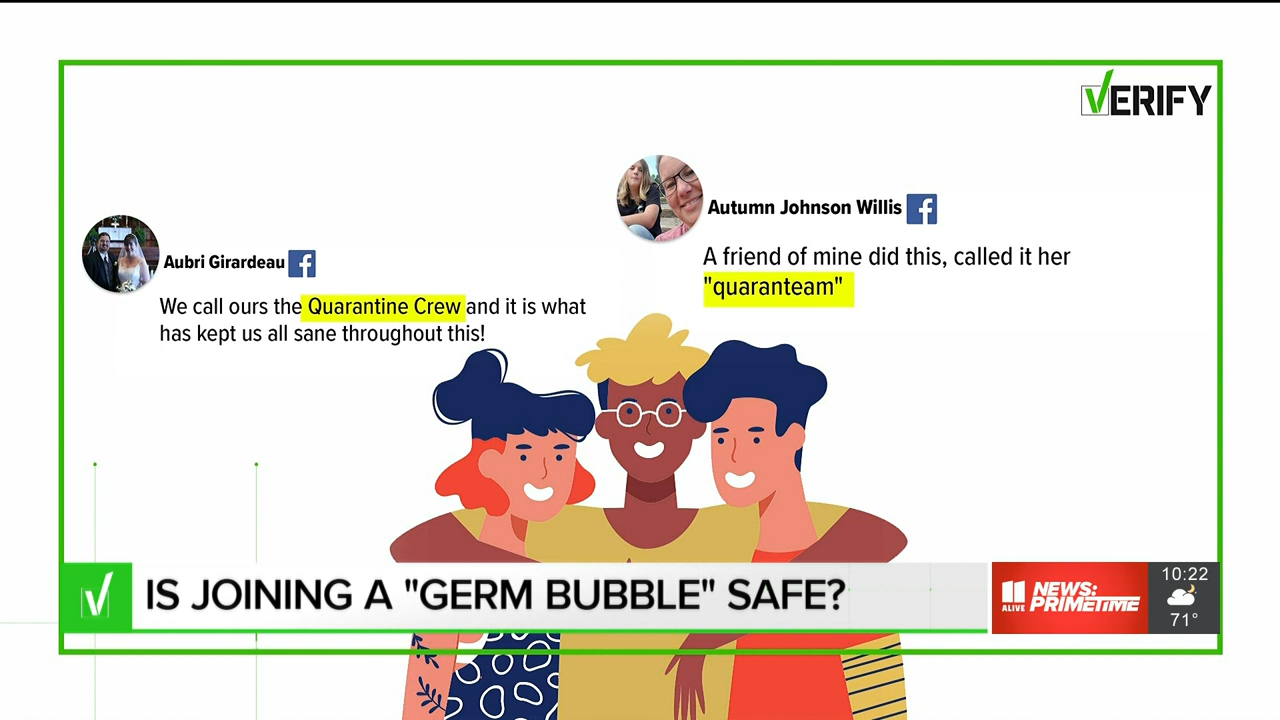 VERIFY
Autumn Johnson Willis
A friend of mine did this, called it her
"quaranteam"
Aubri Girardeau
We call ours the Quarantine Crew and it is what
has kept us all sane throughout this!
IS JOINING A "GERM BUBBLE" SAFE?
11 ALIVE NEWS: PRIMETIME
10:22
71°